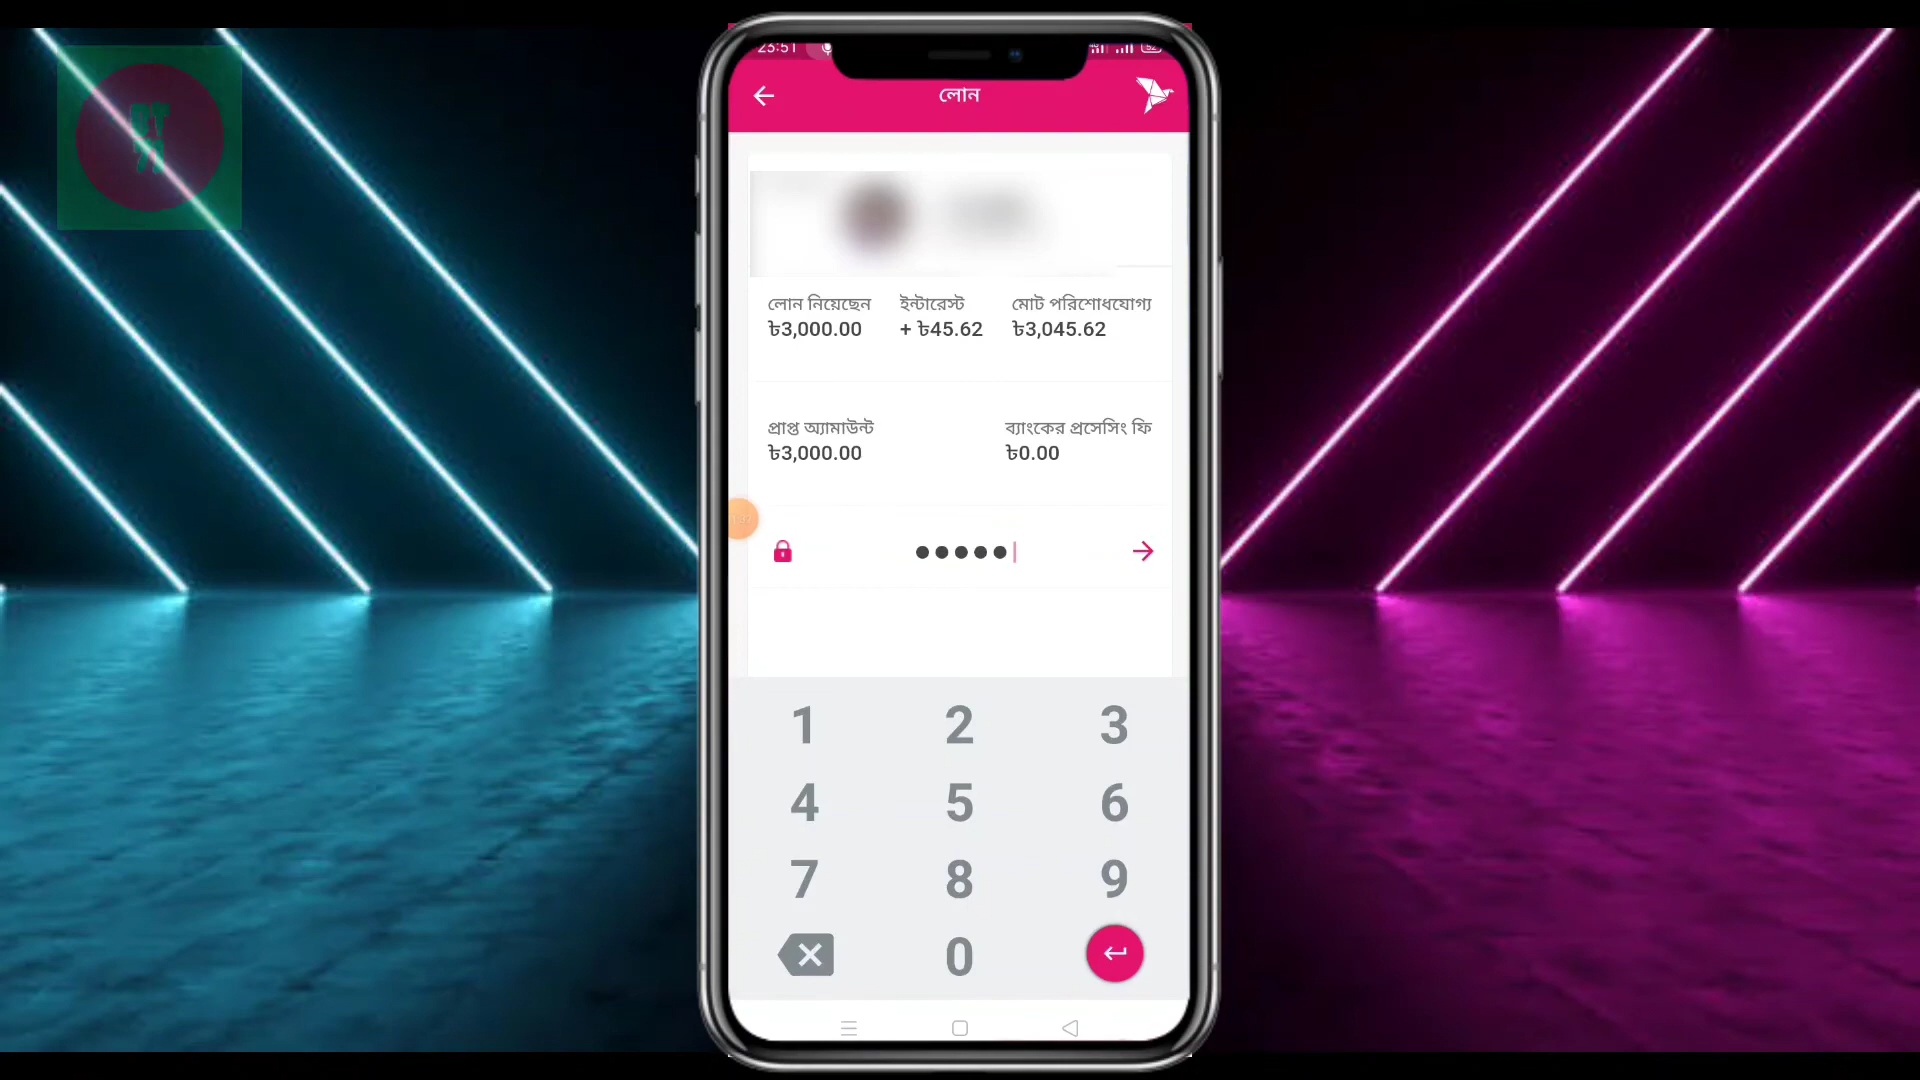 23:51
লোন
লোন নিয়েছেন ইন্টারেস্ট মোট পরিশোধযোগ্য
৳3,000.00 + ৳45.62 ৳3,045.62
প্রাপ্ত অ্যামাউন্ট ব্যাংকের প্রসেসিং ফি
৳3,000.00 ৳0.00
1 2 3
4 5 6
7 8 9
0